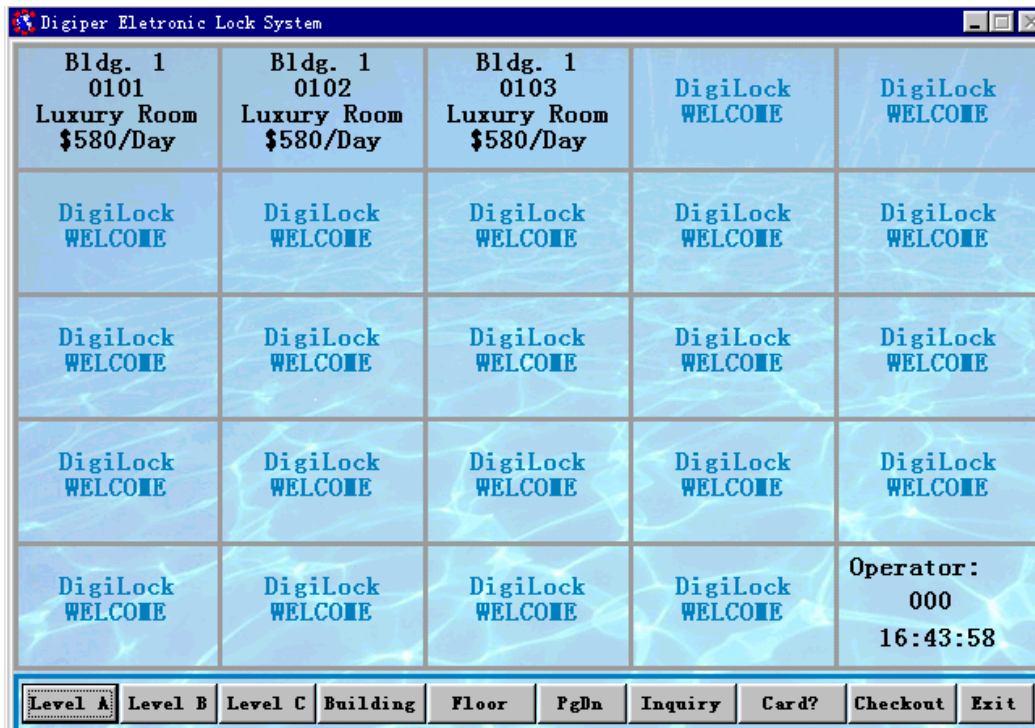 Digiper Eletronic Lock System
Bldg. 1
0101
Luxury Room
$580/Day
Bldg. 1
0102
Luxury Room
$580/Day
Bldg. 1
0103
Luxury Room
$580/Day
DigiLock
WELCOME
DigiLock
WELCOME
DigiLock
WELCOME
DigiLock
WELCOME
DigiLock
WELCOME
DigiLock
WELCOME
DigiLock
WELCOME
DigiLock
WELCOME
DigiLock
WELCOME
DigiLock
WELCOME
DigiLock
WELCOME
DigiLock
WELCOME
DigiLock
WELCOME
DigiLock
WELCOME
DigiLock
WELCOME
DigiLock
WELCOME
DigiLock
WELCOME
DigiLock
WELCOME
DigiLock
WELCOME
DigiLock
WELCOME
DigiLock
WELCOME
Operator:
000
16:43:58
Level A Level B Level C Building Floor PgDn Inquiry Card? Checkout Exit